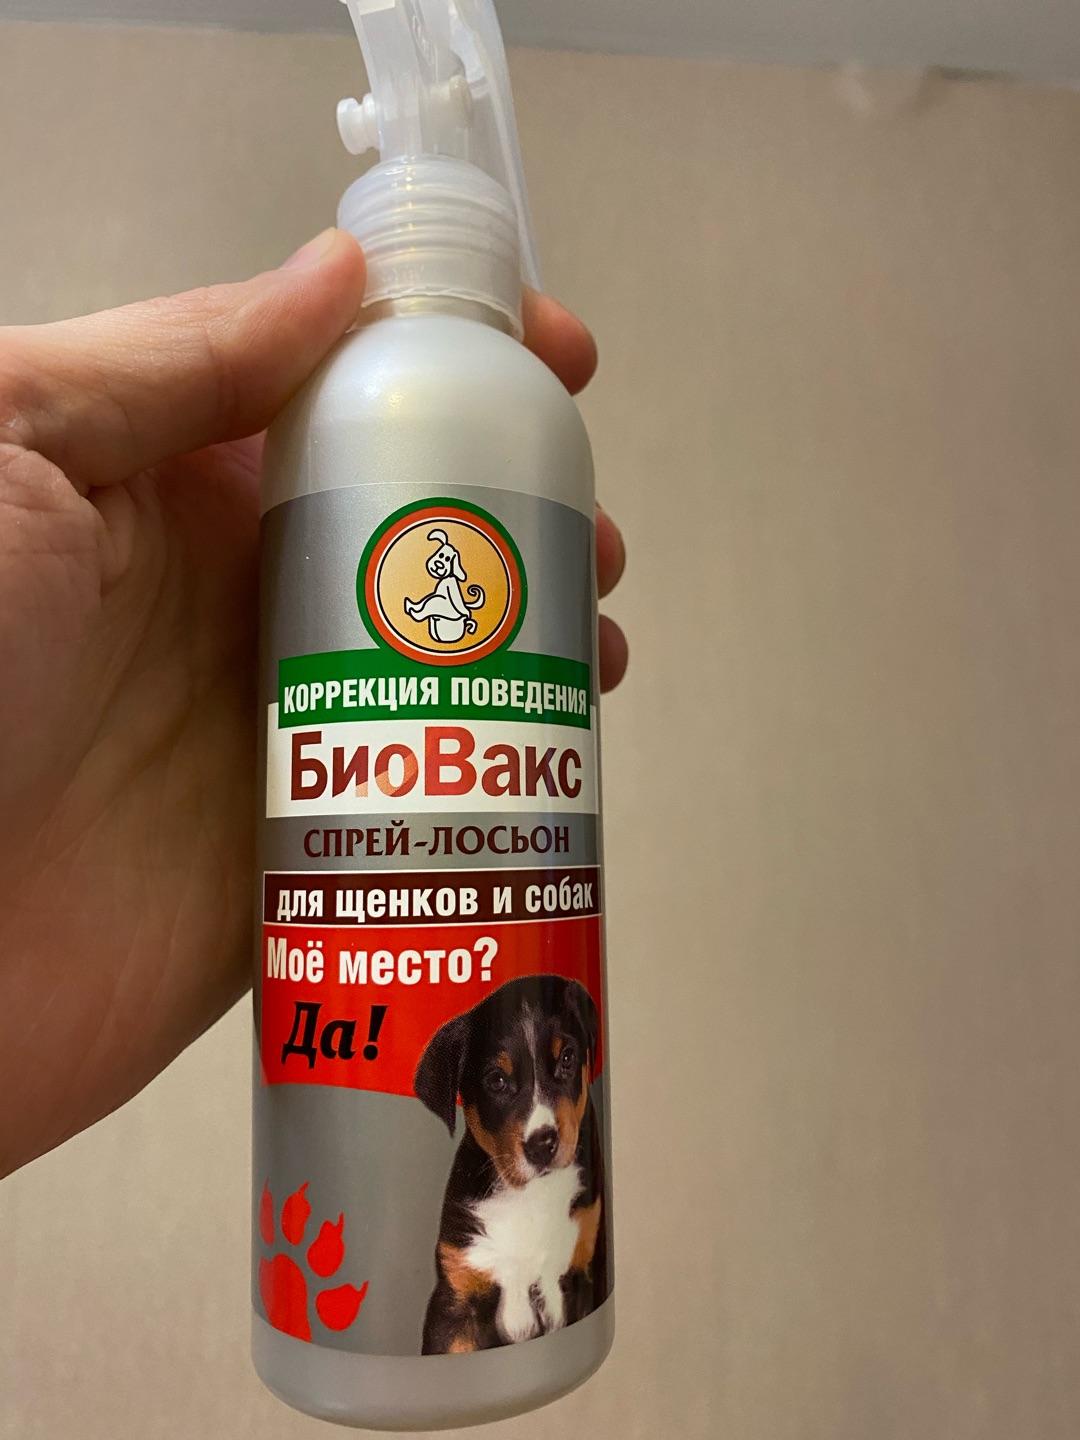 КОРРЕКЦИЯ ПОВЕДЕНИЯ
БиоВакс
СПРЕЙ-ЛОСЬОН
для щенков и собак
Моё место?
Да!